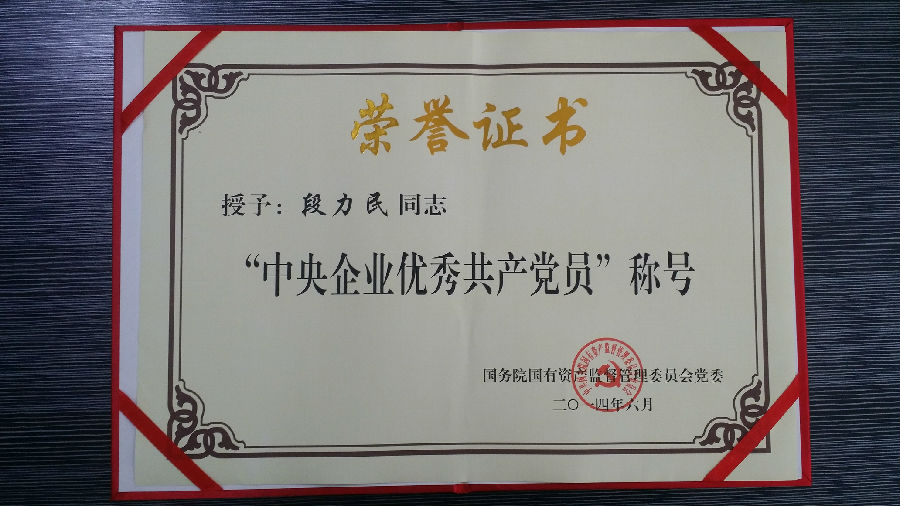 荣誉证书
授予：段力民同志
“中央企业优秀共产党员”称号
国务院国有资产监督管理委员会党委
二〇一四年六月